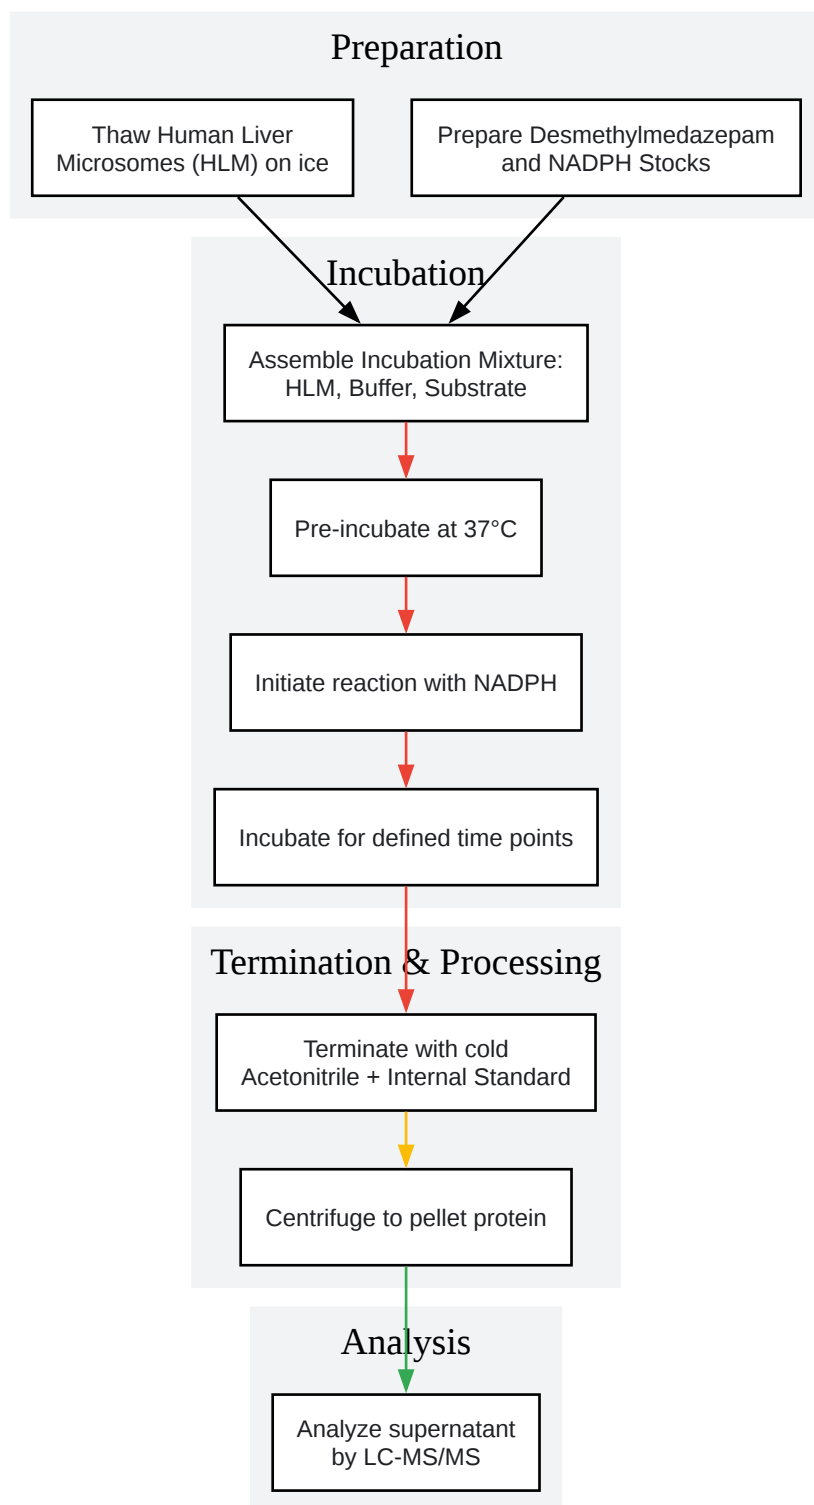 Preparation
Thaw Human Liver
Microsomes (HLM) on ice
Prepare Desmethylmedazepam
and NADPH Stocks
Incubation
Assemble Incubation Mixture:
HLM, Buffer, Substrate
Pre-incubate at 37°C
Initiate reaction with NADPH
Incubate for defined time points
Termination & Processing
Terminate with cold
Acetonitrile + Internal Standard
Centrifuge to pellet protein
Analysis
Analyze supernatant
by LC-MS/MS